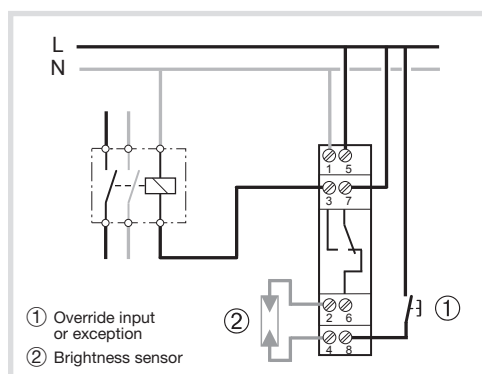 L
N
1 5
3 7
2 6
4 8
① Override input
or exception
② Brightness sensor
②
①